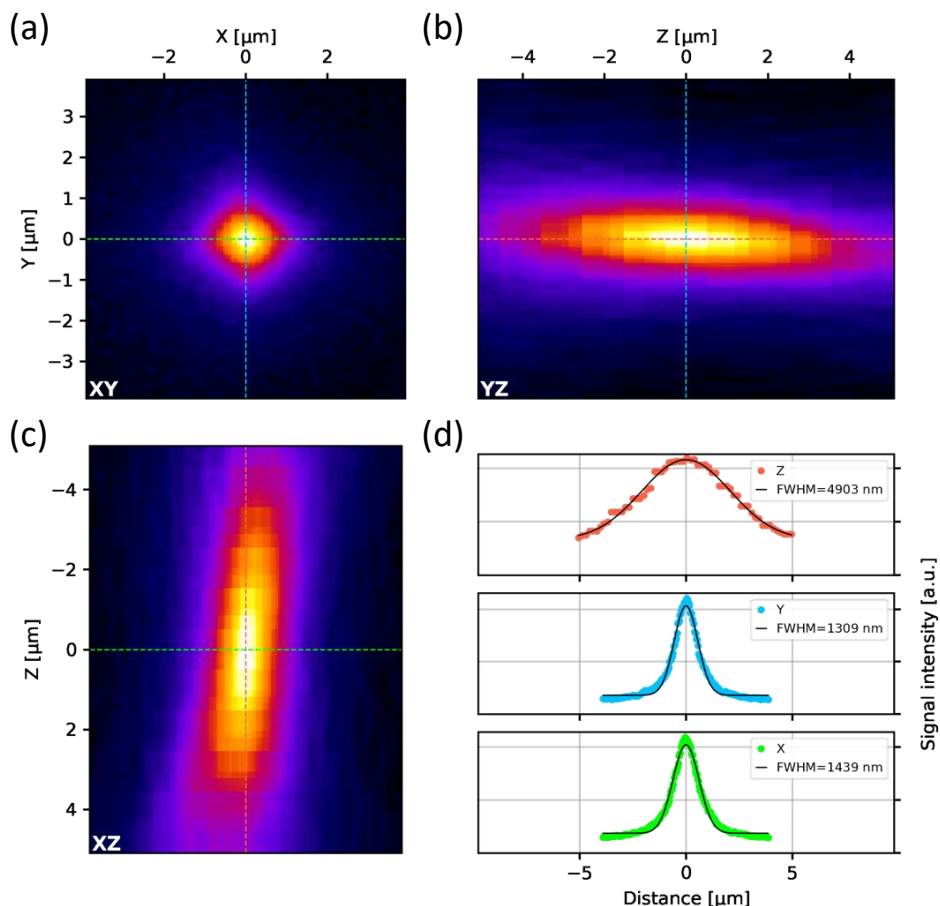 (a)
X [μm]
−2 0 2
Y [μm]
3
2
1
0
−1
−2
−3
XY
(b)
Z [μm]
−4 −2 0 2 4
YZ
(c)
Z [μm]
−4
−2
0
2
4
XZ
(d)
Z
FWHM=4903 nm
Y
FWHM=1309 nm
X
FWHM=1439 nm
Signal intensity [a.u.]
−5 0 5
Distance [μm]